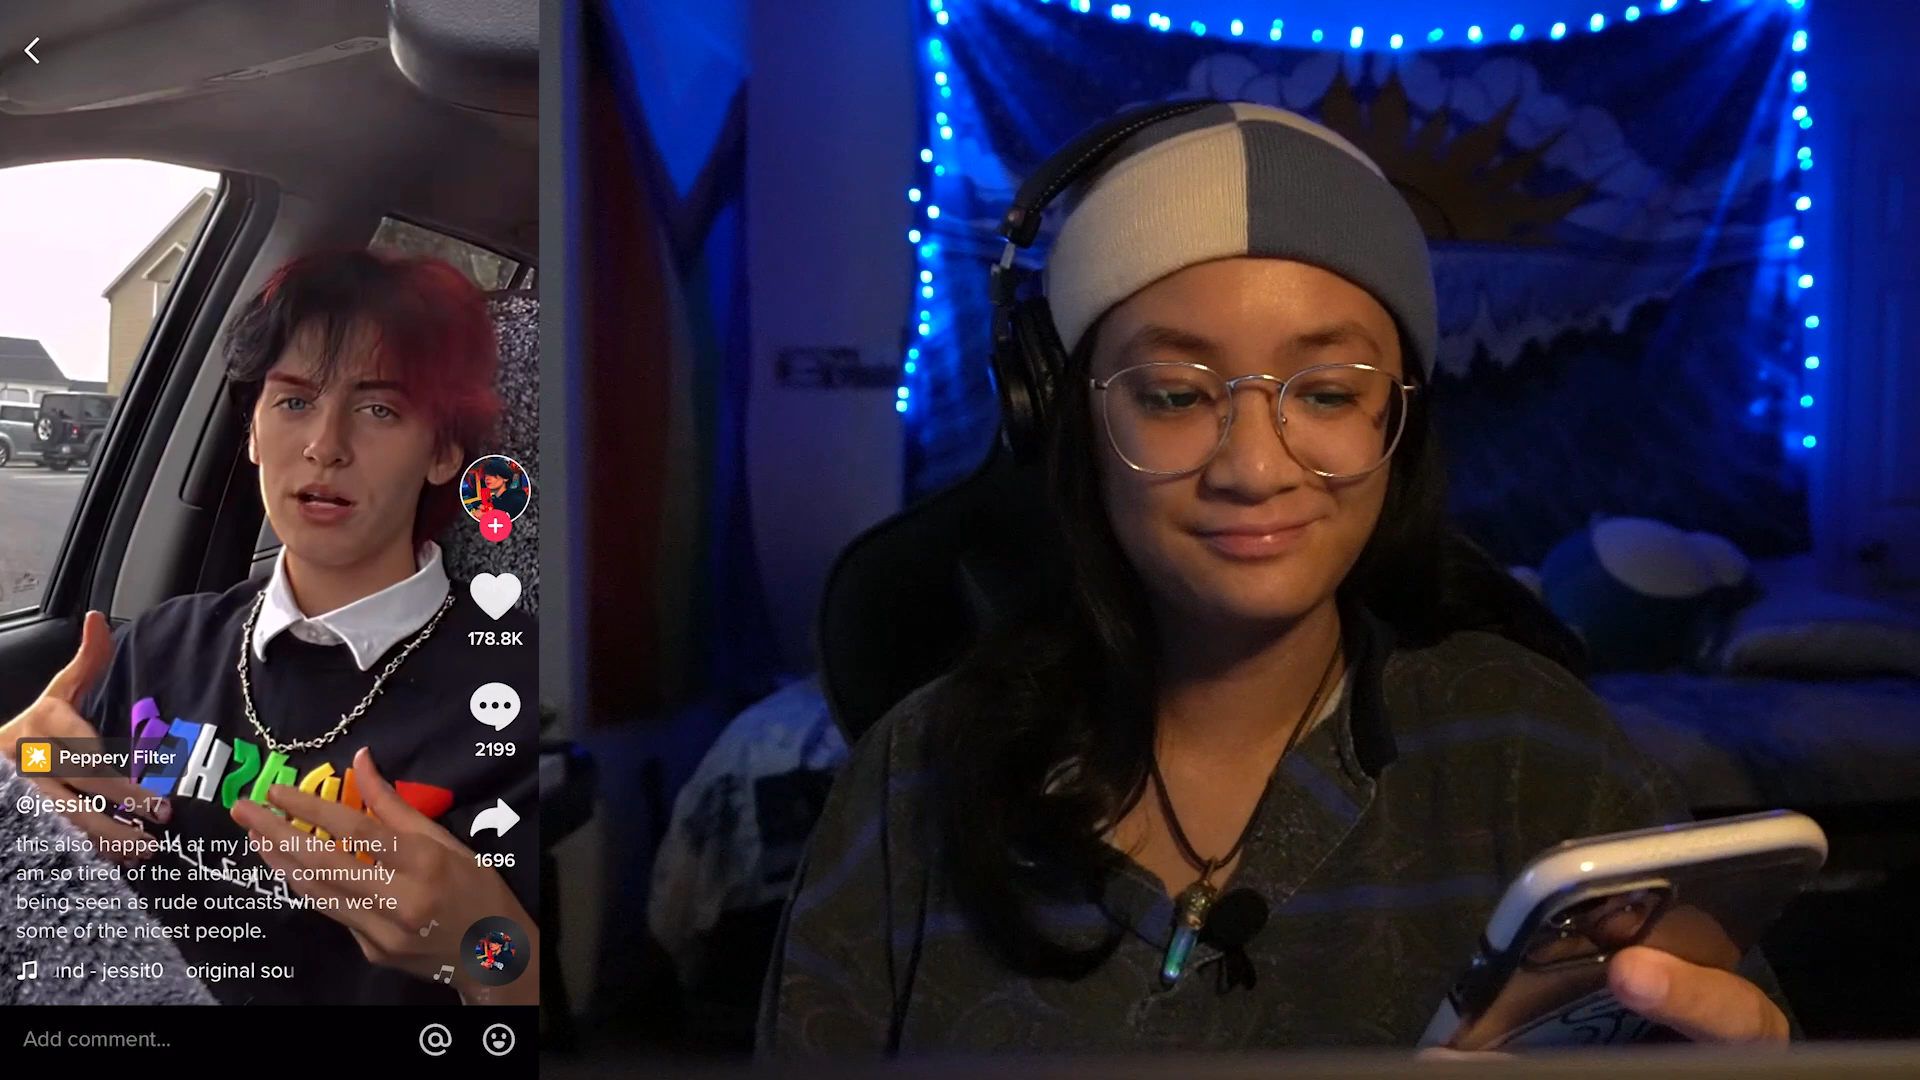 178.8K
2199
Peppery Filter
@jessit0 · 9-17
this also happens at my job all the time. i
am so tired of the alternative community
being seen as rude outcasts when we're
some of the nicest people.
1696
und - jessit0 original sou
Add comment...